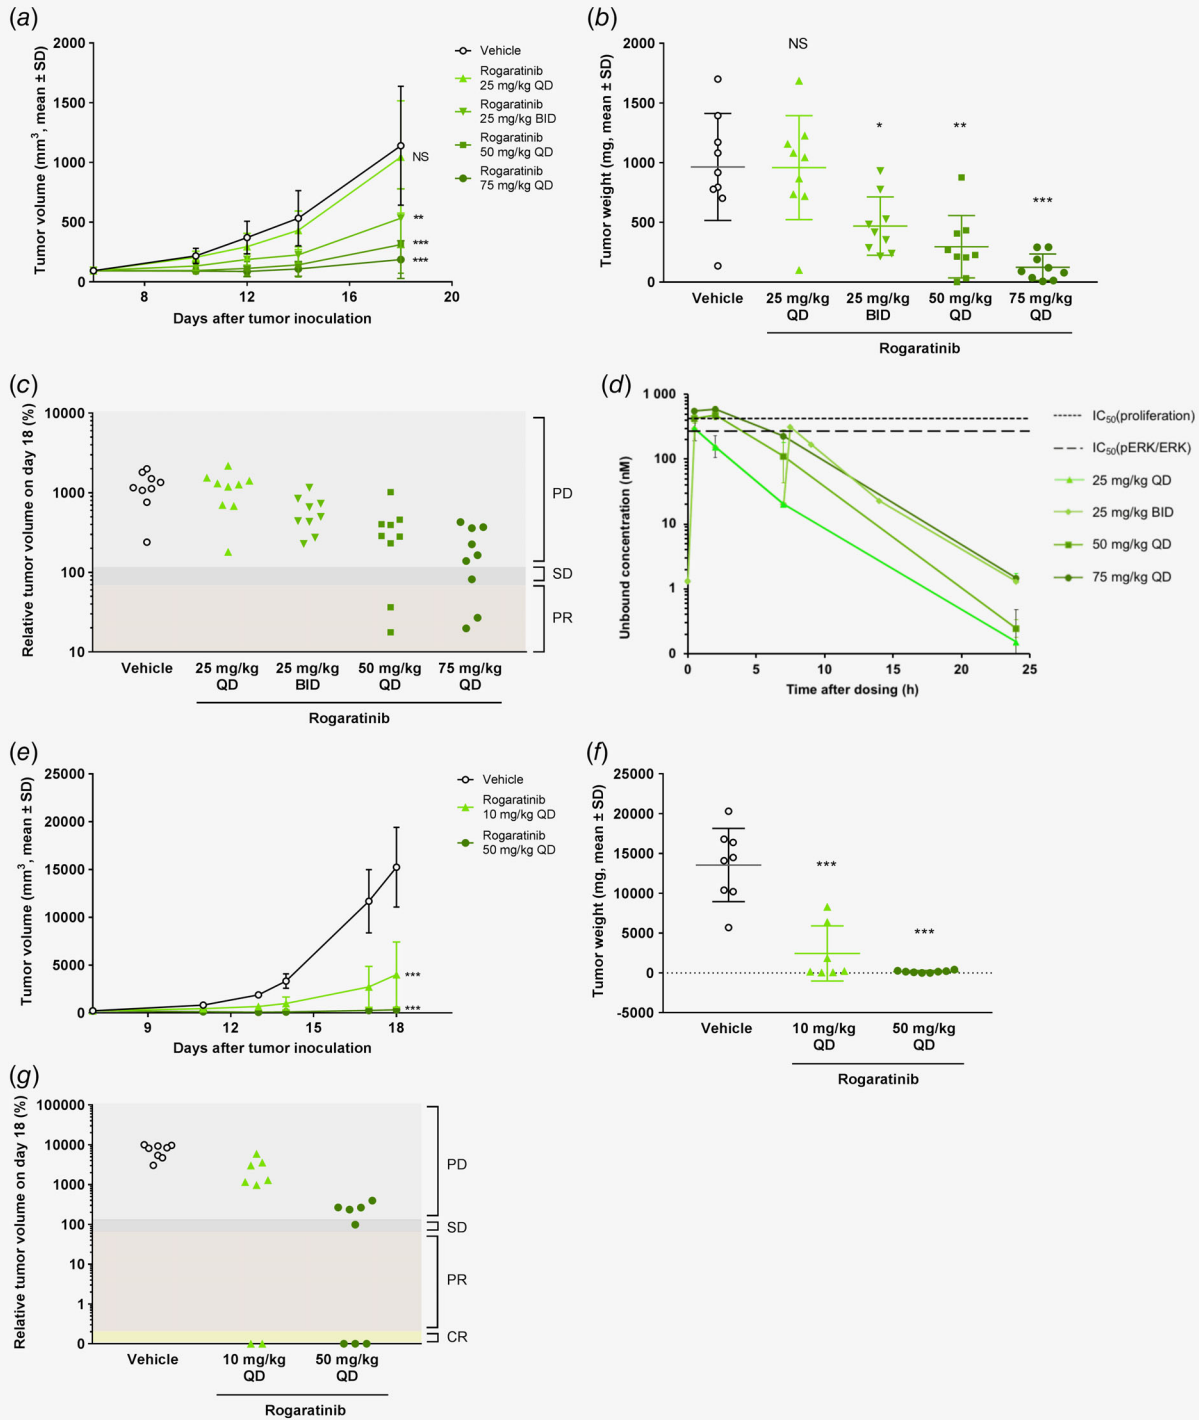 (a)
Tumor volume (mm³, mean ± SD)
2000
1500
1000
500
0
8
12
16
20
Days after tumor inoculation
Vehicle
Rogaratinib
25 mg/kg QD
Rogaratinib
25 mg/kg BID
Rogaratinib
50 mg/kg QD
Rogaratinib
75 mg/kg QD
NS
**
***
***
(b)
Tumor weight (mg, mean ± SD)
2000
1500
1000
500
0
NS
*
**
***
Vehicle
25 mg/kg
QD
25 mg/kg
BID
50 mg/kg
QD
75 mg/kg
QD
Rogaratinib
(c)
Relative tumor volume on day 18 (%)
10000
1000
100
10
PD
SD
PR
Vehicle
25 mg/kg
QD
25 mg/kg
BID
50 mg/kg
QD
75 mg/kg
QD
Rogaratinib
(d)
Unbound concentration (nM)
1 000
100
10
1
0
0
5
10
15
20
25
Time after dosing (h)
IC₅₀(proliferation)
IC₅₀(pERK/ERK)
25 mg/kg QD
25 mg/kg BID
50 mg/kg QD
75 mg/kg QD
(e)
Tumor volume (mm³, mean ± SD)
25000
20000
15000
10000
5000
0
9
12
15
18
Days after tumor inoculation
Vehicle
Rogaratinib
10 mg/kg QD
Rogaratinib
50 mg/kg QD
***
***
(f)
Tumor weight (mg, mean ± SD)
25000
20000
15000
10000
5000
0
-5000
***
***
Vehicle
10 mg/kg
QD
50 mg/kg
QD
Rogaratinib
(g)
Relative tumor volume on day 18 (%)
100000
10000
1000
100
10
1
0
PD
SD
PR
CR
Vehicle
10 mg/kg
QD
50 mg/kg
QD
Rogaratinib